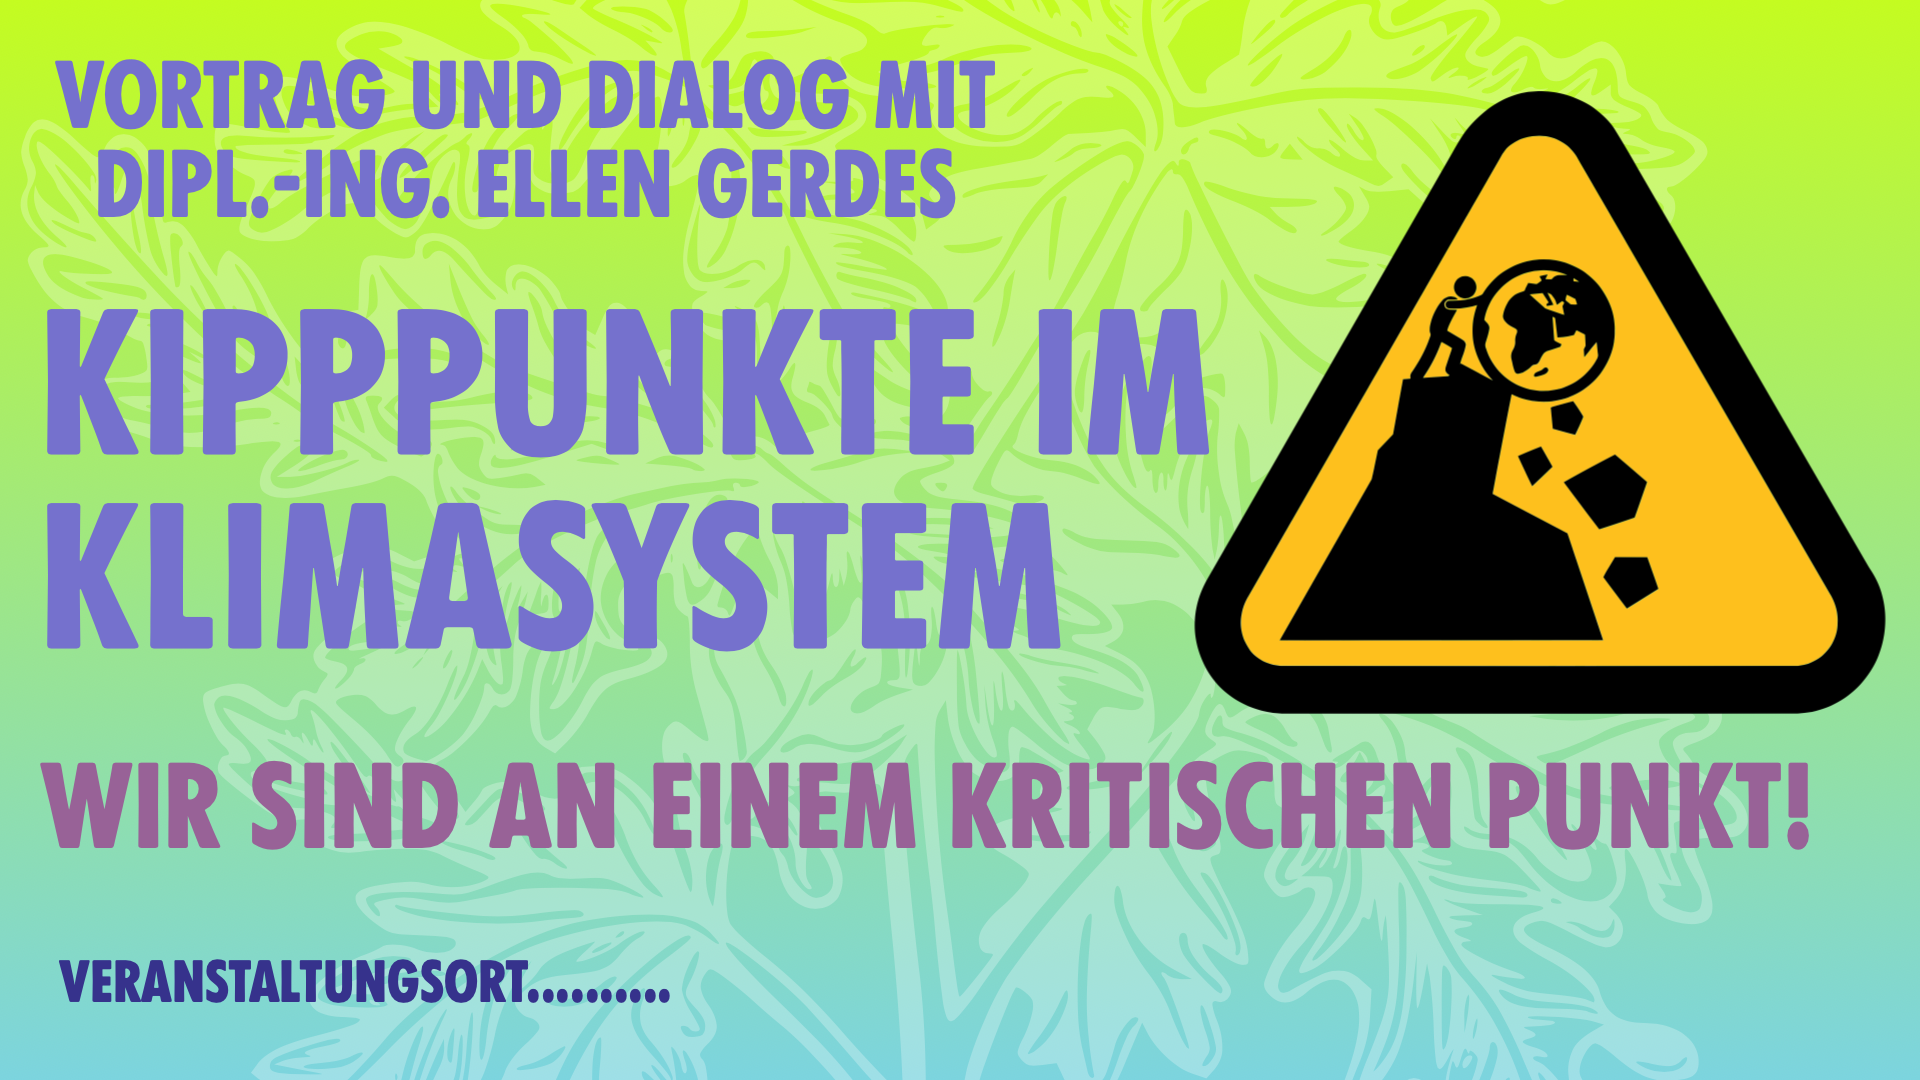 VORTRAG UND DIALOG MIT
DIPL.-ING. ELLEN GERDES
KIPPPUNKTE IM
KLIMASYSTEM
WIR SIND AN EINEM KRITISCHEN PUNKT!
VERANSTALTUNGSORT..........